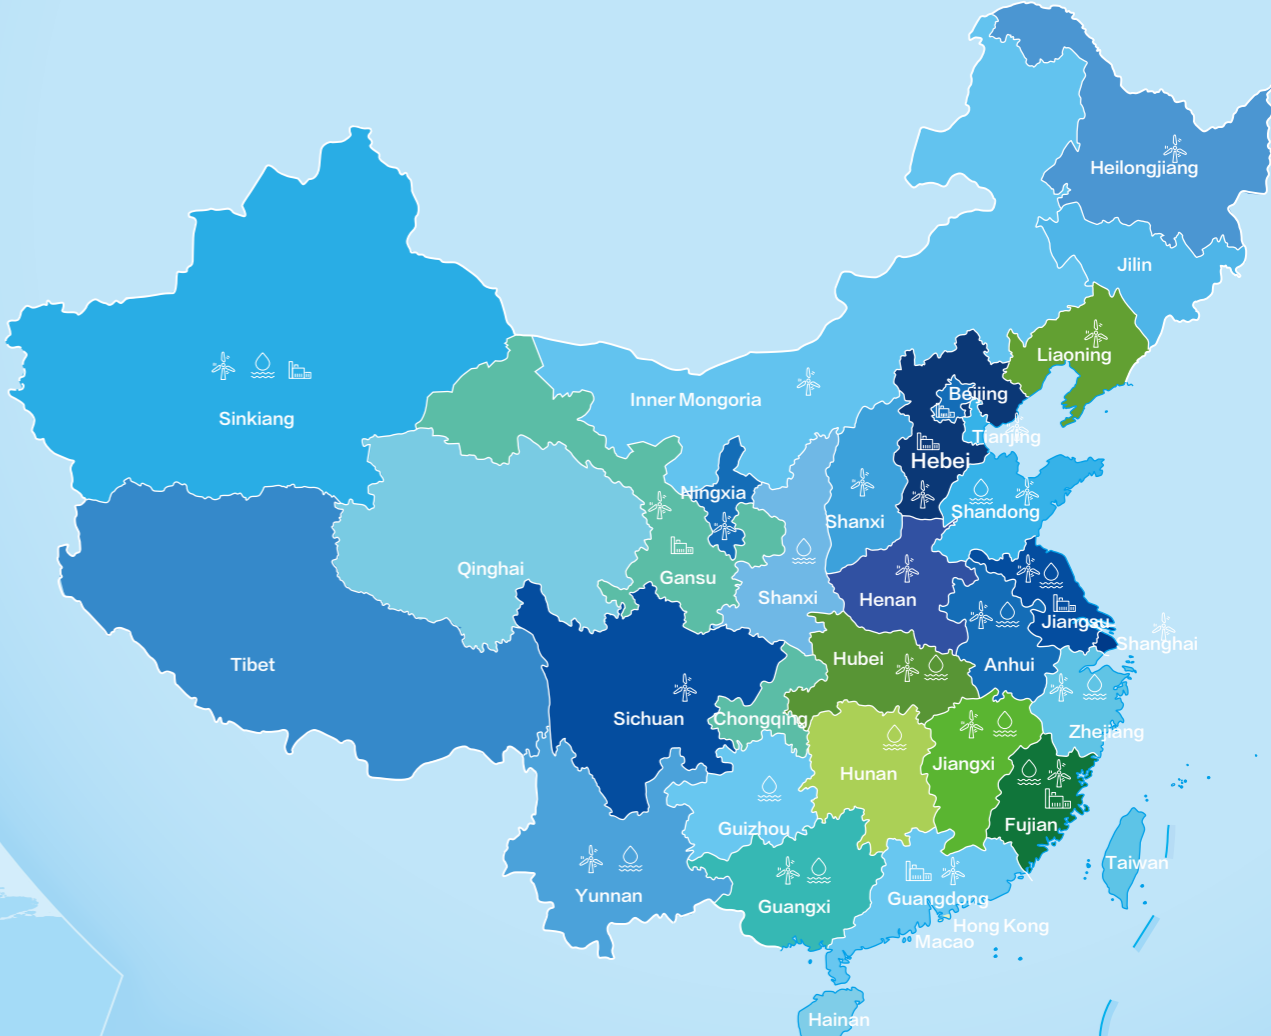 Heilongjiang
Jilin
Liaoning
Beijing
Inner Mongoria
Sinkiang
Tianjing
Hebei
Ningxia
Shandong
Shanxi
Qinghai
Gansu
Shanxi
Henan
Jiangsu
Shanghai
Hubei
Anhui
Tibet
Sichuan
Chongqing
Zhejiang
Jiangxi
Hunan
Fujian
Guizhou
Taiwan
Yunnan
Guangxi
Guangdong
Hong Kong
Macao
Hainan